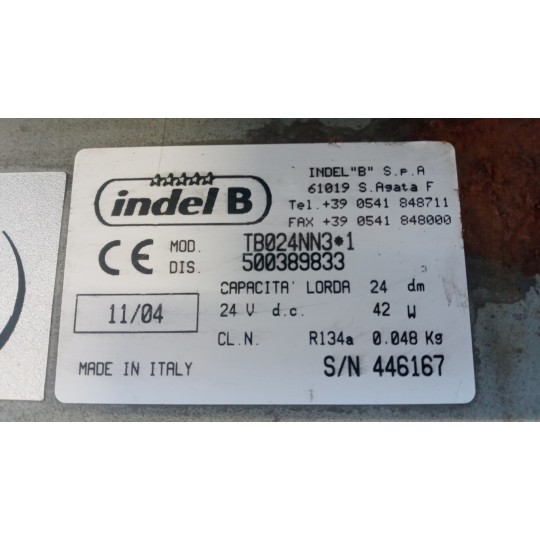 indel B
INDEL"B" S.p.A
61019 S.Agata F
Tel.+39 0541 848711
FAX +39 0541 848000
CE MOD. TB024NN3*1
DIS. 500389833
CAPACITA' LORDA 24 dm
11/04 24 V d.c. 42 W
CL.N. R134a 0.048 Kg
MADE IN ITALY S/N 446167